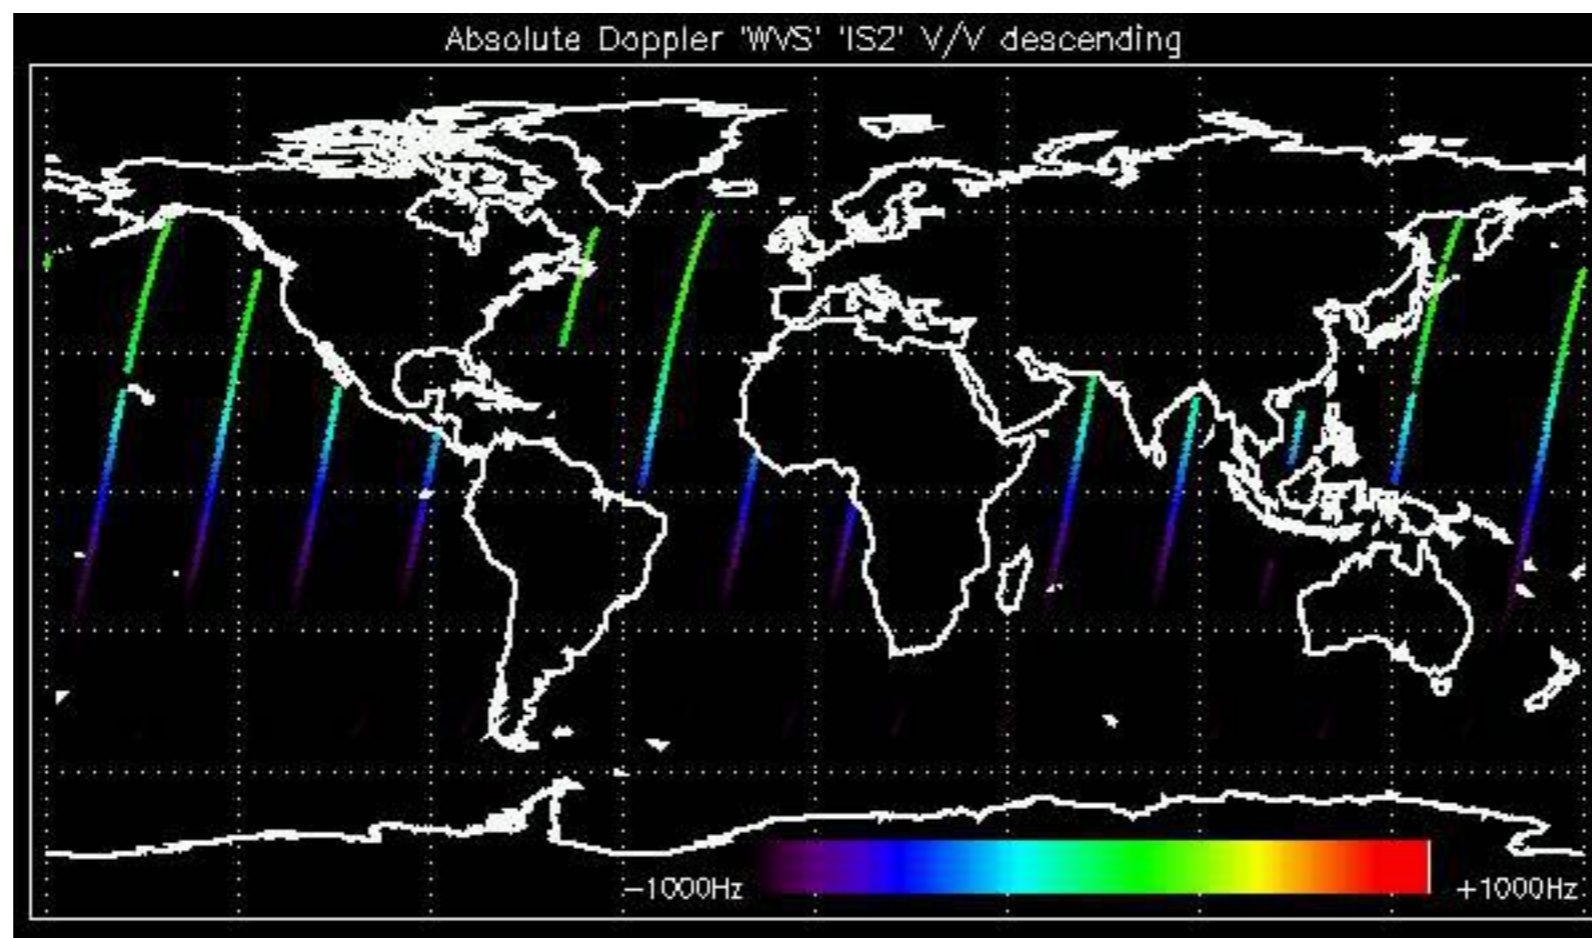 Absolute Doppler 'WVS' 'IS2' V/V descending
−1000Hz
+1000Hz